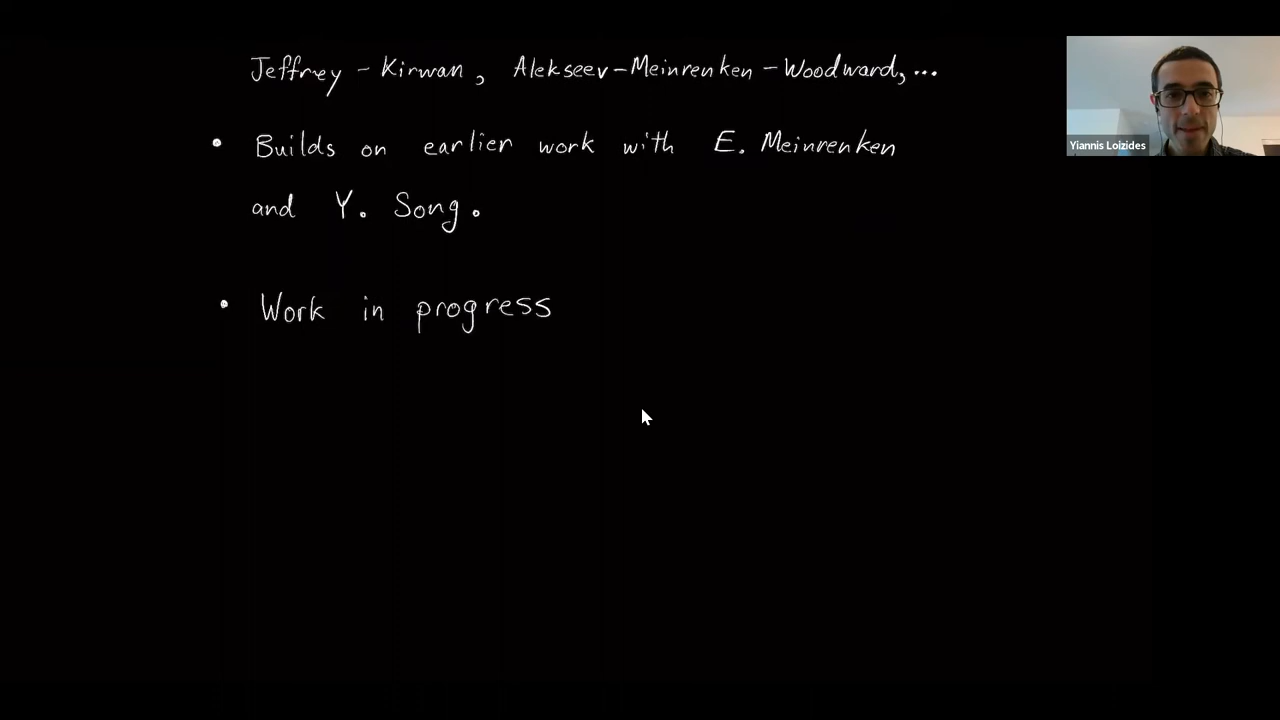 Jeffrey - Kirwan, Alekseev-Meinrenken-Woodward, ...
• Builds on earlier work with E. Meinrenken
and Y. Song.
• Work in progress
Yiannis Loizides